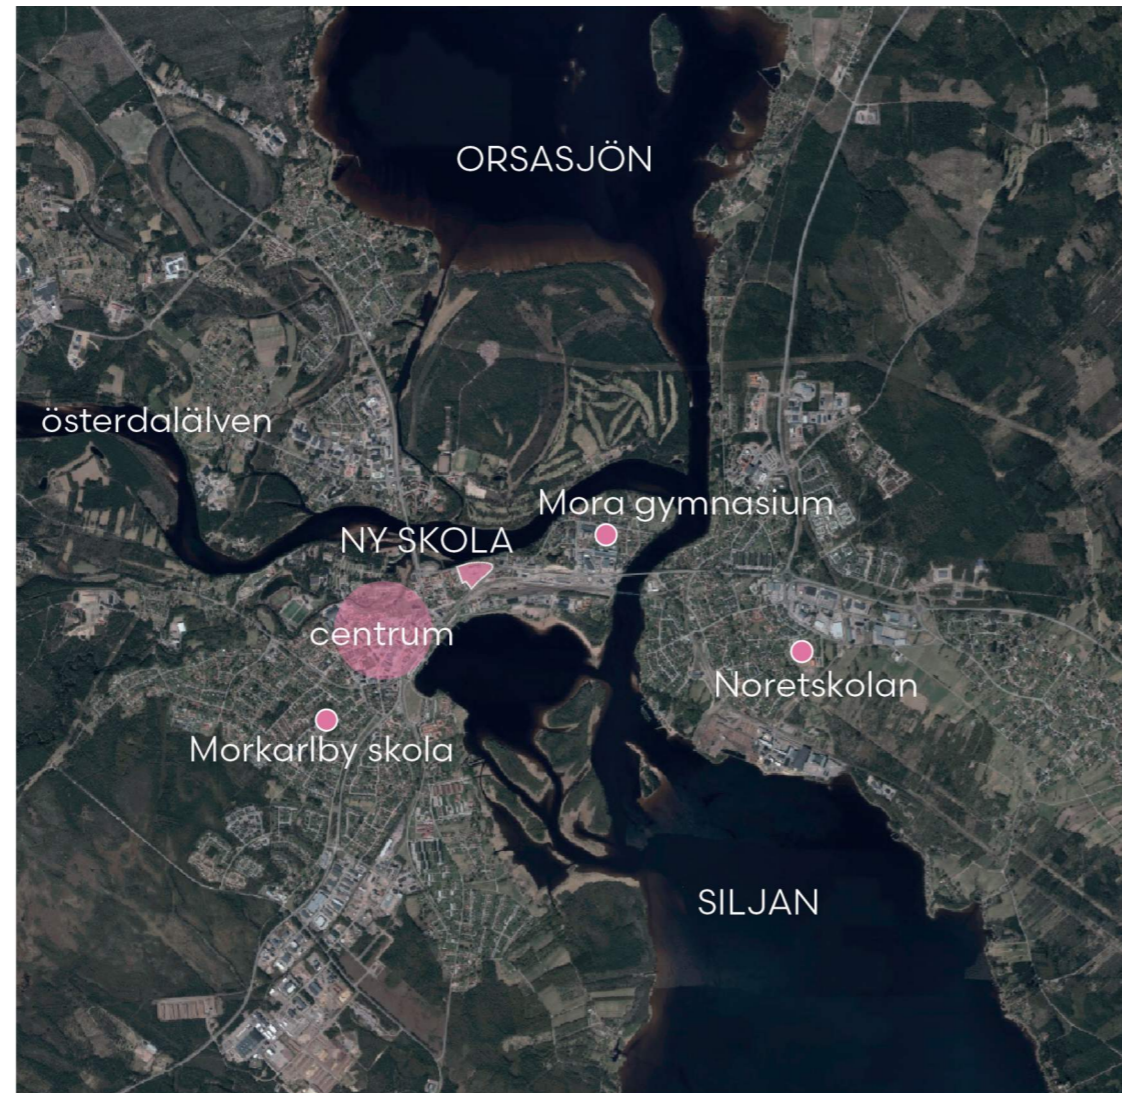 ORSASJÖN
österdalälven
Mora gymnasium
NY SKOLA
centrum
Noretskolan
Morkarlby skola
SILJAN